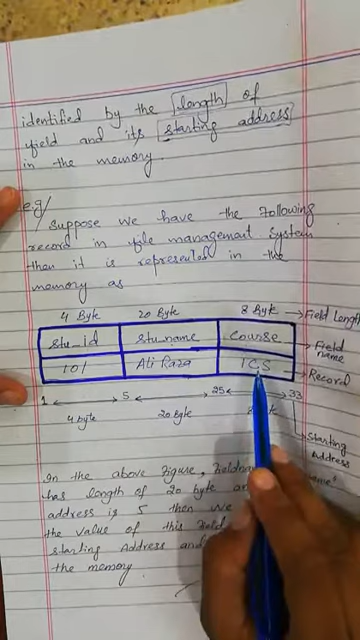 identified by the length of
field and its starting address
in the memory.
e.g/
Suppose we have the following
record in file management system
then it is represented in the
memory as
4 Byte 20 Byte 8 Byte → Field length
stu_id stu_name Course → Field name
101 Ali Raza ICS → Record
1 5 25 33
4 byte 20 Byte
Starting Address
In the above figure, name"
has length of 20 byte
address is 5 then we
the value of this field
starting Address and
the memory